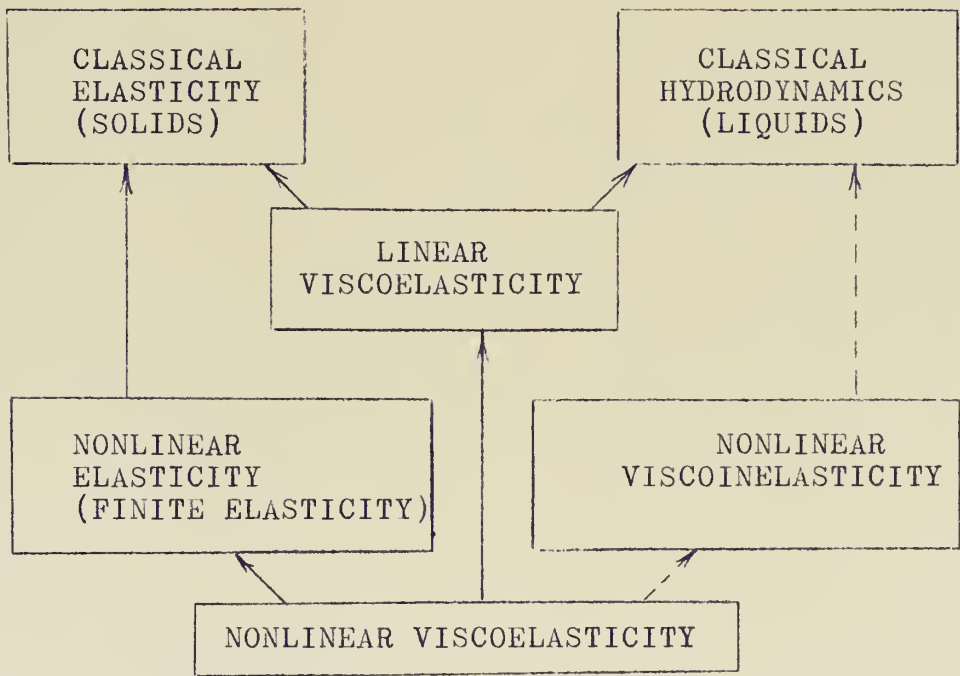 CLASSICAL
ELASTICITY
(SOLIDS)
CLASSICAL
HYDRODYNAMICS
(LIQUIDS)
LINEAR
VISCOELASTICITY
NONLINEAR
ELASTICITY
(FINITE ELASTICITY)
NONLINEAR
VISCOINELASTICITY
NONLINEAR VISCOELASTICITY